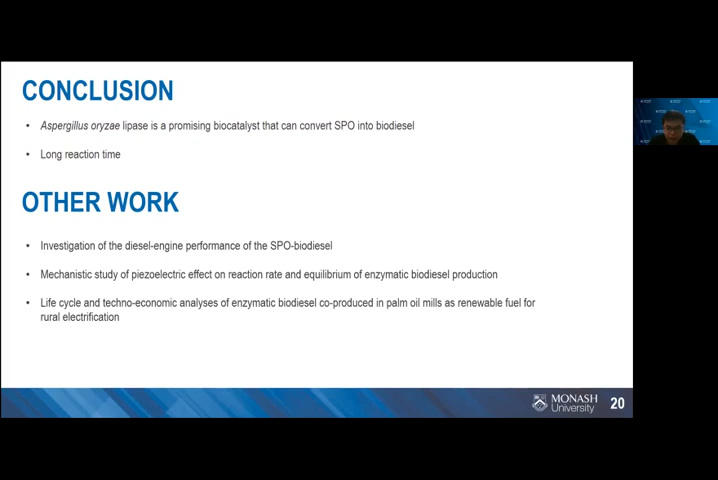 CONCLUSION
• Aspergillus oryzae lipase is a promising biocatalyst that can convert SPO into biodiesel
• Long reaction time
OTHER WORK
• Investigation of the diesel-engine performance of the SPO-biodiesel
• Mechanistic study of piezoelectric effect on reaction rate and equilibrium of enzymatic biodiesel production
• Life cycle and techno-economic analyses of enzymatic biodiesel co-produced in palm oil mills as renewable fuel for
rural electrification
MONASH
University
20